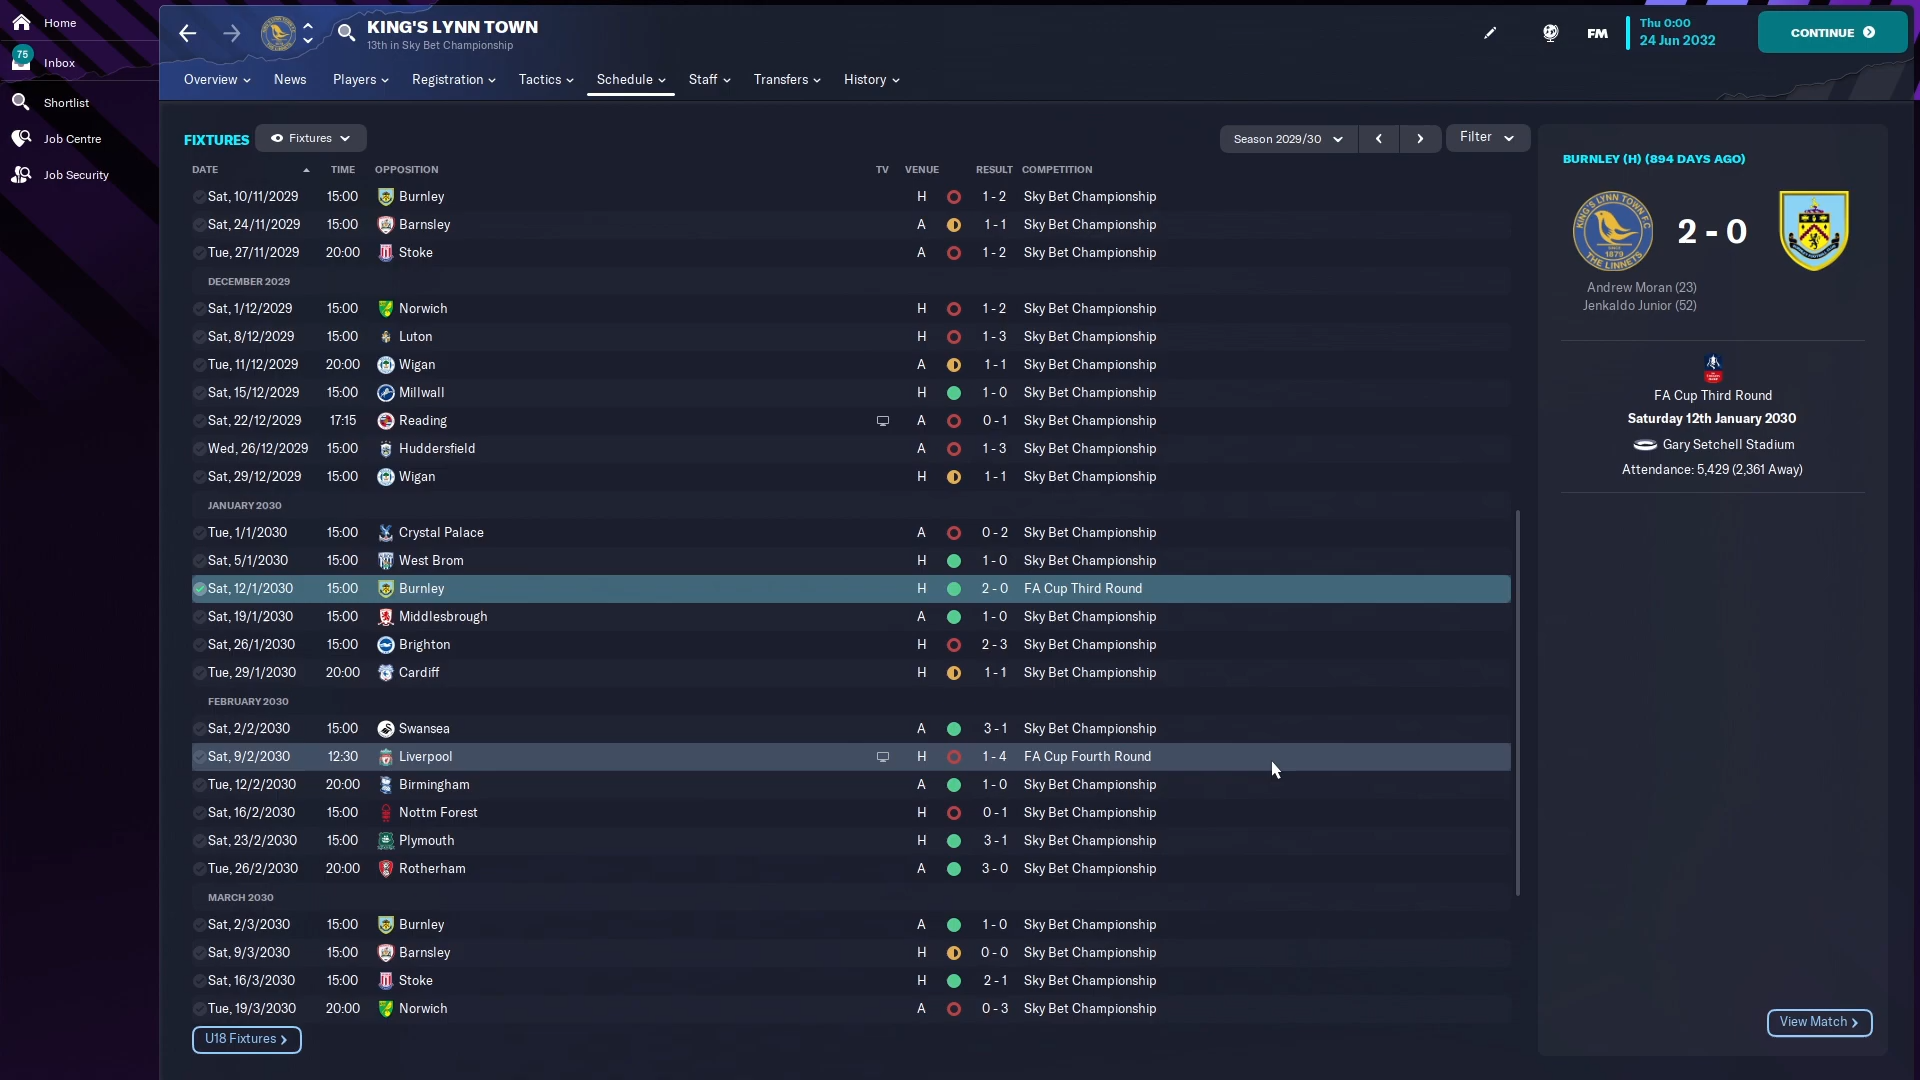 Home
75
Inbox
Shortlist
Job Centre
Job Security
KING'S LYNN TOWN
13th in Sky Bet Championship
FM
Thu 0:00
24 Jun 2032
CONTINUE
Overview News Players Registration Tactics Schedule Staff Transfers History
FIXTURES Fixtures Season 2029/30 Filter
DATE TIME OPPOSITION TV VENUE RESULT COMPETITION
Sat, 10/11/2029 15:00 Burnley H 1 - 2 Sky Bet Championship
Sat, 24/11/2029 15:00 Barnsley A 1 - 1 Sky Bet Championship
Tue, 27/11/2029 20:00 Stoke A 1 - 2 Sky Bet Championship
DECEMBER 2029
Sat, 1/12/2029 15:00 Norwich H 1 - 2 Sky Bet Championship
Sat, 8/12/2029 15:00 Luton H 1 - 3 Sky Bet Championship
Tue, 11/12/2029 20:00 Wigan A 1 - 1 Sky Bet Championship
Sat, 15/12/2029 15:00 Millwall H 1 - 0 Sky Bet Championship
Sat, 22/12/2029 17:15 Reading A 0 - 1 Sky Bet Championship
Wed, 26/12/2029 15:00 Huddersfield A 1 - 3 Sky Bet Championship
Sat, 29/12/2029 15:00 Wigan H 1 - 1 Sky Bet Championship
JANUARY 2030
Tue, 1/1/2030 15:00 Crystal Palace A 0 - 2 Sky Bet Championship
Sat, 5/1/2030 15:00 West Brom H 1 - 0 Sky Bet Championship
Sat, 12/1/2030 15:00 Burnley H 2 - 0 FA Cup Third Round
Sat, 19/1/2030 15:00 Middlesbrough A 1 - 0 Sky Bet Championship
Sat, 26/1/2030 15:00 Brighton H 2 - 3 Sky Bet Championship
Tue, 29/1/2030 20:00 Cardiff H 1 - 1 Sky Bet Championship
FEBRUARY 2030
Sat, 2/2/2030 15:00 Swansea A 3 - 1 Sky Bet Championship
Sat, 9/2/2030 12:30 Liverpool H 1 - 4 FA Cup Fourth Round
Tue, 12/2/2030 20:00 Birmingham A 1 - 0 Sky Bet Championship
Sat, 16/2/2030 15:00 Nottm Forest H 0 - 1 Sky Bet Championship
Sat, 23/2/2030 15:00 Plymouth H 3 - 1 Sky Bet Championship
Tue, 26/2/2030 20:00 Rotherham A 3 - 0 Sky Bet Championship
MARCH 2030
Sat, 2/3/2030 15:00 Burnley A 1 - 0 Sky Bet Championship
Sat, 9/3/2030 15:00 Barnsley H 0 - 0 Sky Bet Championship
Sat, 16/3/2030 15:00 Stoke H 2 - 1 Sky Bet Championship
Tue, 19/3/2030 20:00 Norwich A 0 - 3 Sky Bet Championship
U18 Fixtures
BURNLEY (H) (894 DAYS AGO)
KING'S LYNN TOWN FC
SINCE
1879
THE LINNETS
2 - 0
Andrew Moran (23)
Jenkaldo Junior (52)
FA Cup Third Round
Saturday 12th January 2030
Gary Setchell Stadium
Attendance: 5,429 (2,361 Away)
View Match